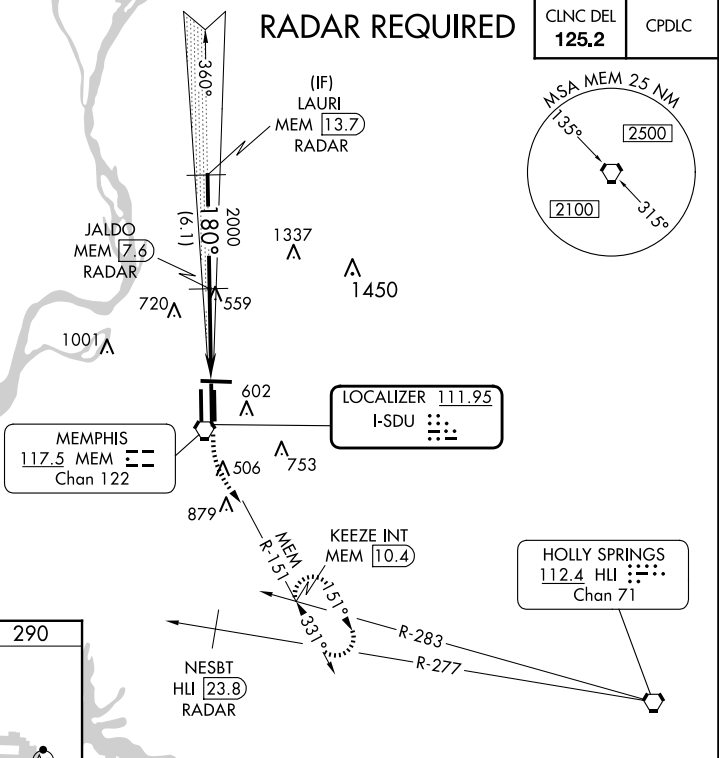 RADAR REQUIRED
CLNC DEL
125.2
CPDLC
360°
(IF)
LAURI
MEM 13.7
RADAR
MSA MEM 25 NM
135°
2500
2100
315°
2000
180°
(6.1)
JALDO
MEM 7.6
RADAR
1337
1450
720
559
1001
602
LOCALIZER 111.95
I-SDU
MEMPHIS
117.5 MEM
Chan 122
506
753
879
MEM
R-151
KEEZE INT
MEM 10.4
151°
331°
HOLLY SPRINGS
112.4 HLI
Chan 71
R-283
R-277
NESBT
HLI 23.8
RADAR
290